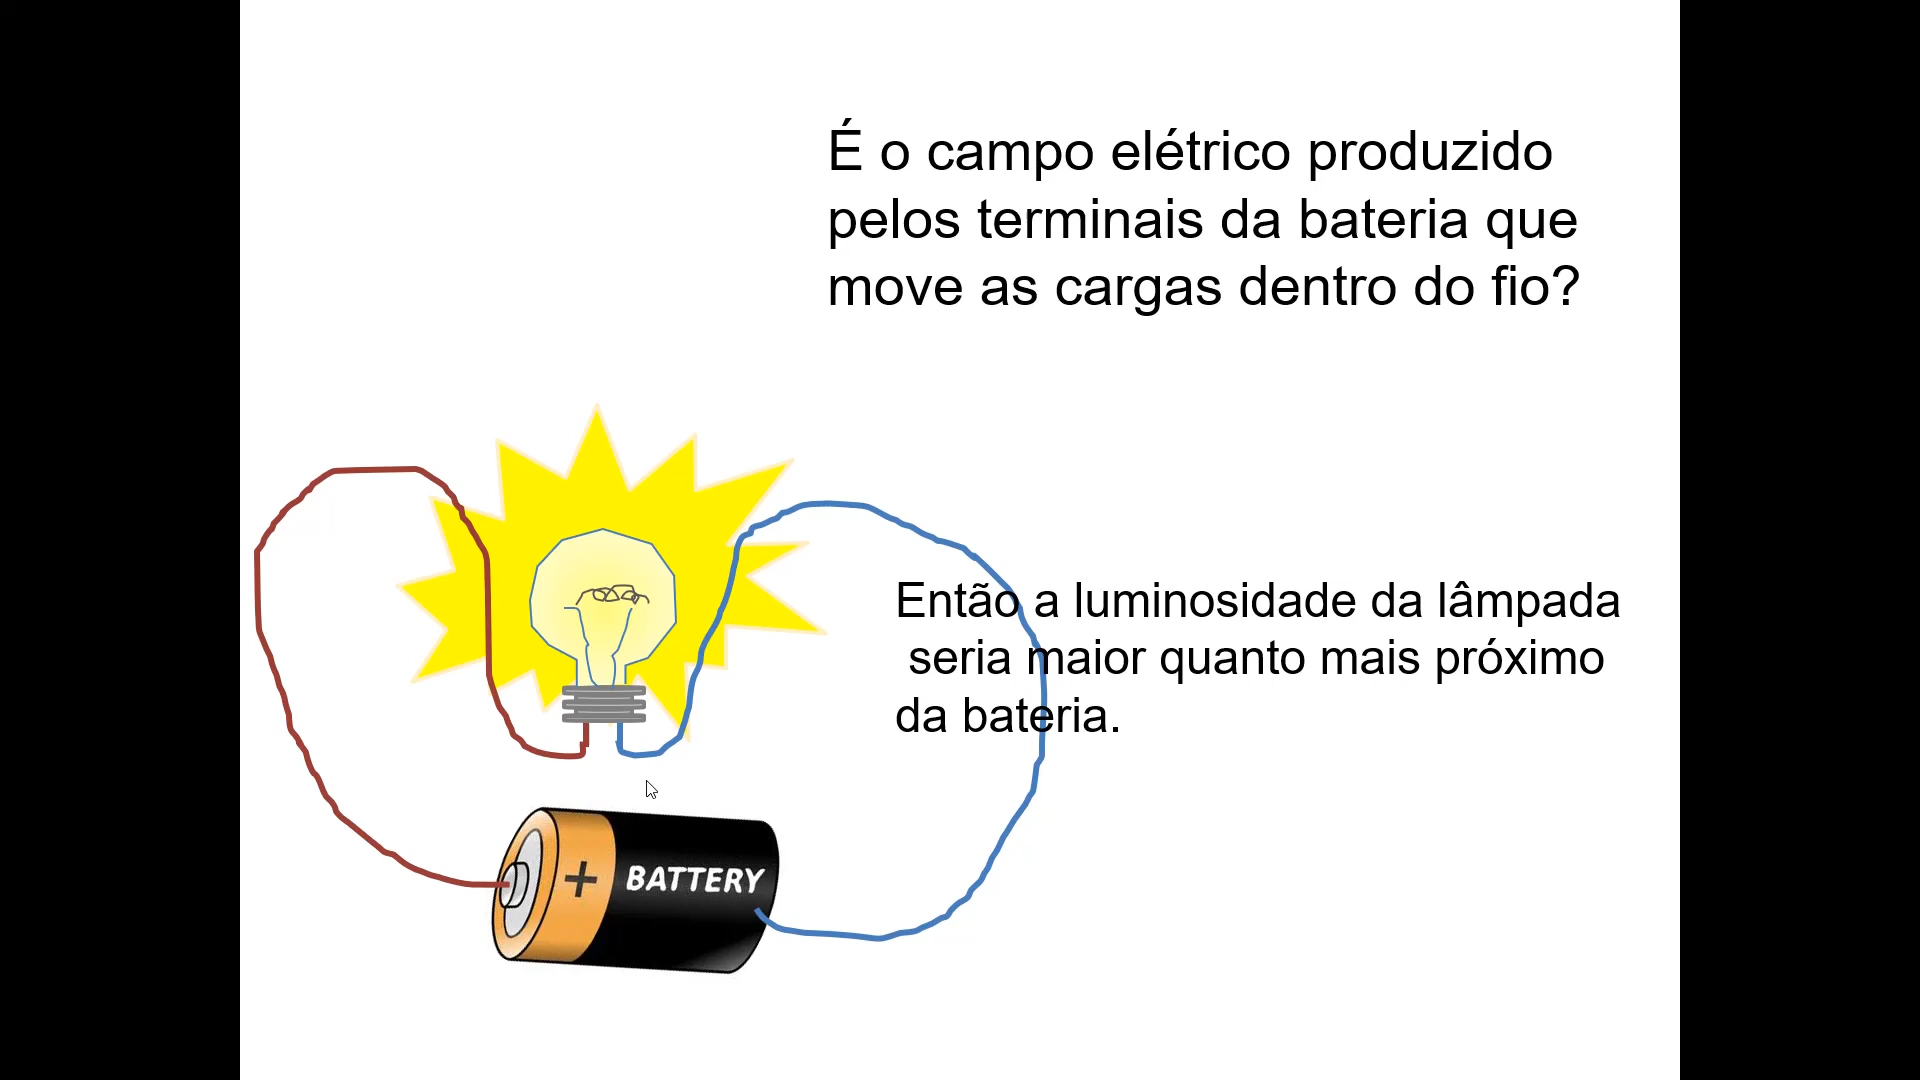 É o campo elétrico produzido
pelos terminais da bateria que
move as cargas dentro do fio?
Então a luminosidade da lâmpada
seria maior quanto mais próximo
da bateria.
+ BATTERY